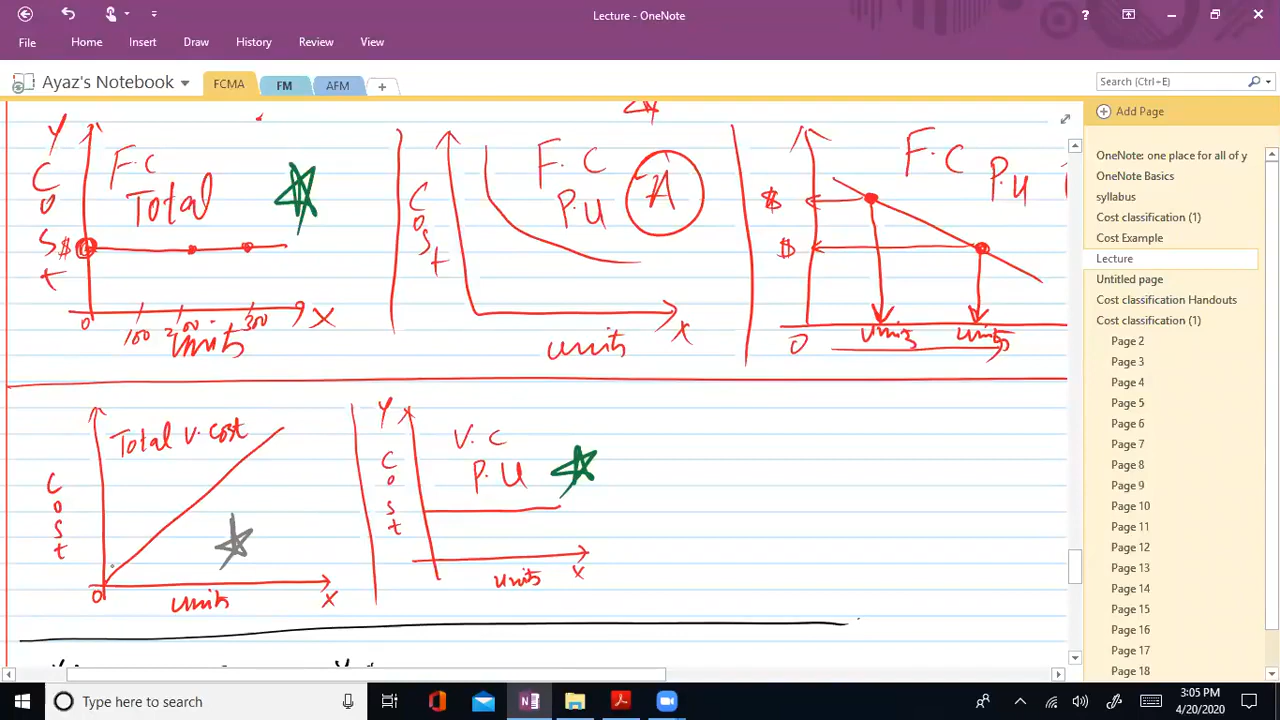 Lecture - OneNote
?
File
Home
Insert
Draw
History
Review
View
Ayaz's Notebook
FCMA
FM
AFM
+
Search (Ctrl+E)
Add Page
OneNote: one place for all of y
OneNote Basics
syllabus
Cost classification (1)
Cost Example
Lecture
Untitled page
Cost classification Handouts
Cost classification (1)
Page 2
Page 3
Page 4
Page 5
Page 6
Page 7
Page 8
Page 9
Page 10
Page 11
Page 12
Page 13
Page 14
Page 15
Page 16
Page 17
Page 18
Y
Cost
$
F.C
Total
0
100
200
300
X
Units
Cost
F.C
P.U
A
units
X
F.C
P.U
$
$
0
units
units
Total V. Cost
Cost
0
units
X
Y
Cost
V.C
P.U
units
X
Type here to search
3:05 PM
4/20/2020